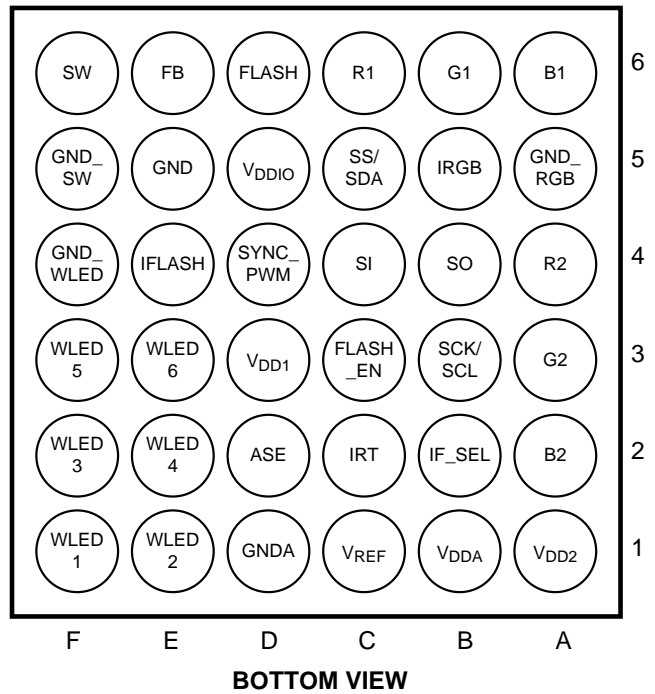 SW FB FLASH R1 G1 B1 6
GND_ SW GND VDDIO SS/ SDA IRGB GND_ RGB 5
GND_ WLED IFLASH SYNC_ PWM SI SO R2 4
WLED 5 WLED 6 VDD1 FLASH _EN SCK/ SCL G2 3
WLED 3 WLED 4 ASE IRT IF_SEL B2 2
WLED 1 WLED 2 GNDA VREF VDDA VDD2 1
F E D C B A
BOTTOM VIEW